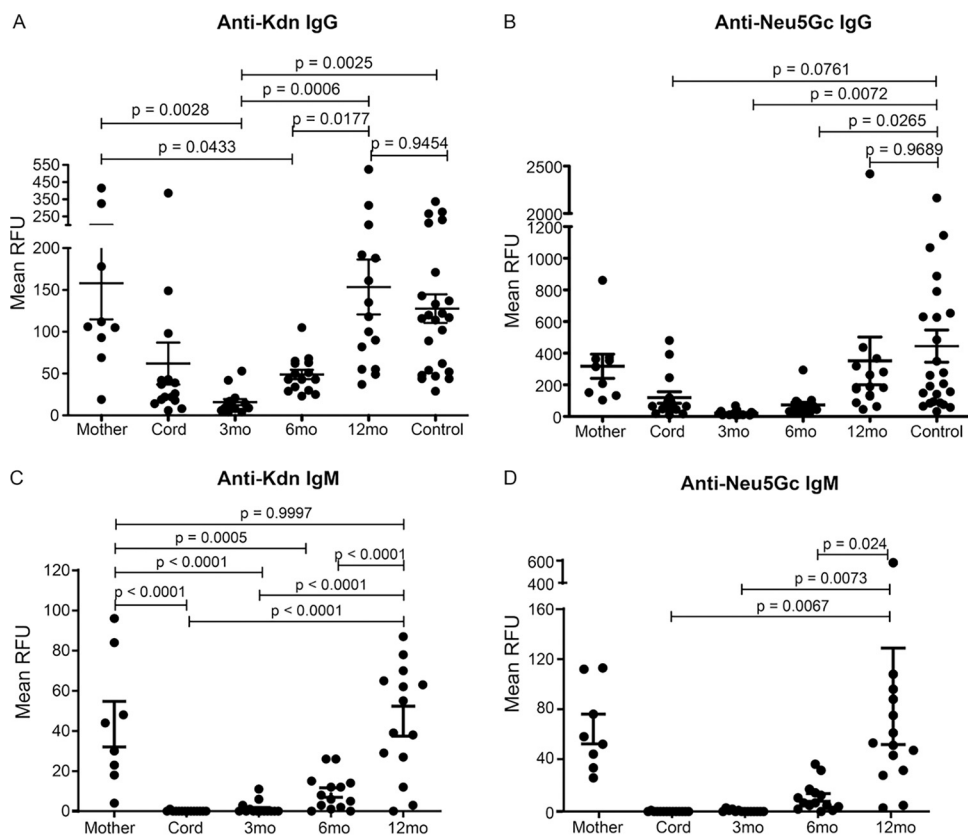 A
Anti-Kdn IgG
p = 0.0025
p = 0.0006
p = 0.0028
p = 0.0177
p = 0.0433
p = 0.9454
Mean RFU
550
450
350
250
200
150
100
50
0
Mother Cord 3mo 6mo 12mo Control
B
Anti-Neu5Gc IgG
p = 0.0761
p = 0.0072
p = 0.0265
p = 0.9689
Mean RFU
2500
2000
1200
1000
800
600
400
200
0
Mother Cord 3mo 6mo 12mo Control
C
Anti-Kdn IgM
p = 0.9997
p = 0.0005
p < 0.0001
p < 0.0001
p < 0.0001
p < 0.0001
p < 0.0001
Mean RFU
120
100
80
60
40
20
0
Mother Cord 3mo 6mo 12mo
D
Anti-Neu5Gc IgM
p = 0.024
p = 0.0073
p = 0.0067
Mean RFU
600
400
160
120
80
40
0
Mother Cord 3mo 6mo 12mo